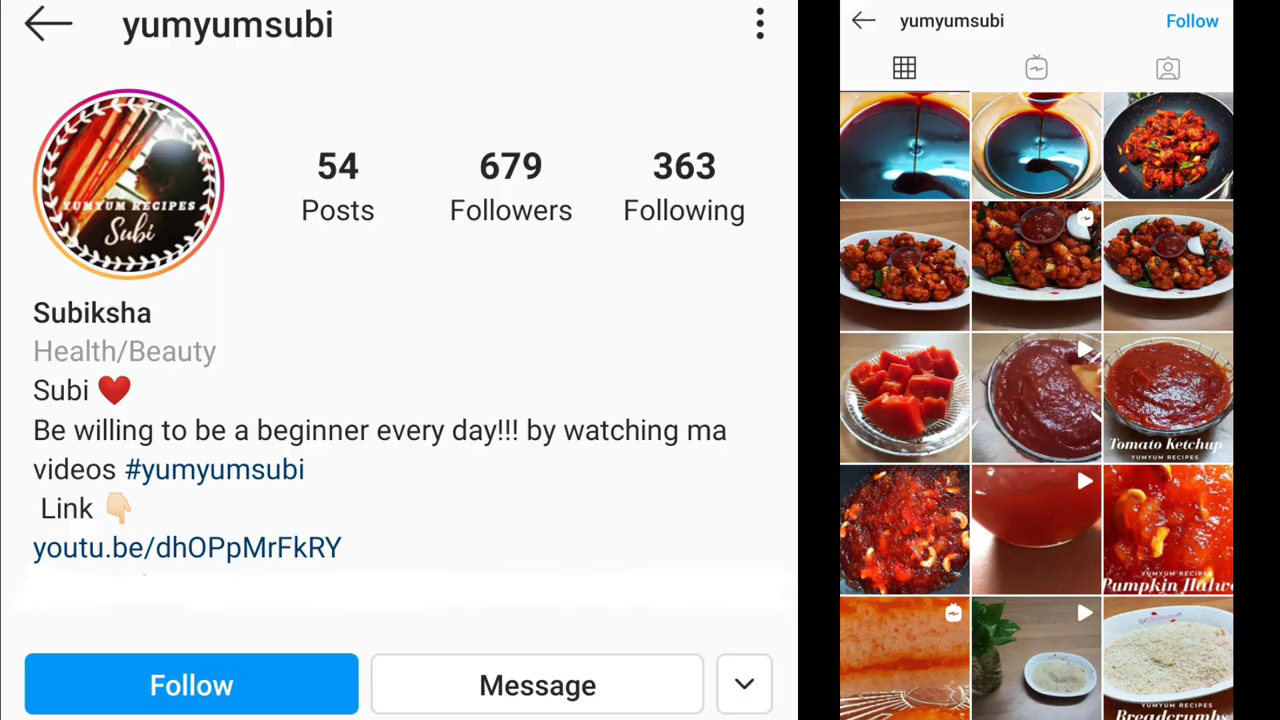 yumyumsubi
YUMYUM RECIPES
Subi
54
Posts
679
Followers
363
Following
Subiksha
Health/Beauty
Subi ❤️
Be willing to be a beginner every day!!! by watching ma
videos #yumyumsubi
Link 👇🏻
youtu.be/dhOPpMrFkRY
Follow
Message
yumyumsubi
Follow
Tomato Ketchup
YUMYUM RECIPES
YUMYUM RECIPES
Pumpkin Halwa
Breadcrumbs